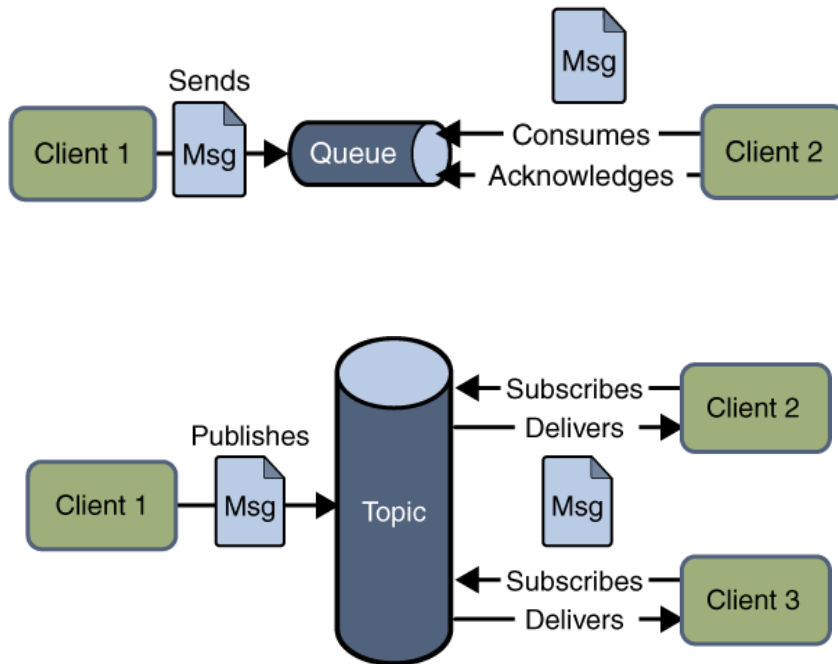 Sends
Msg
Client 1
Msg
Queue
Consumes
Acknowledges
Client 2
Publishes
Client 1
Msg
Topic
Subscribes
Delivers
Client 2
Msg
Subscribes
Delivers
Client 3